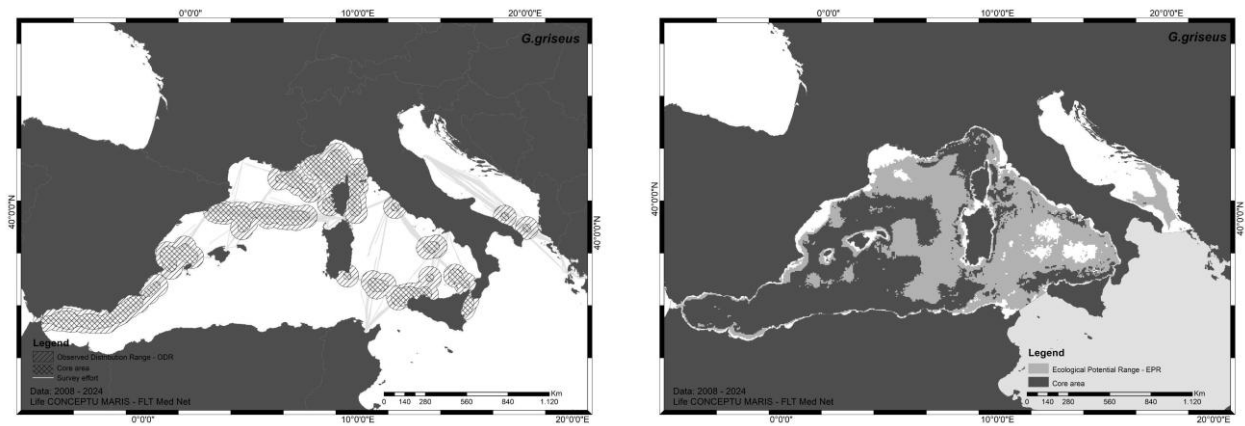 0°0'0"E 10°0'0"E 20°0'0"E
G.griseus
40°0'0"N
40°0'0"N
Legend
Observed Distribution Range - ODR
Core area
Survey effort
Data: 2008 - 2024
Life CONCEPTU MARIS - FLT Med Net
Km
0 140 280 560 840 1.120
0°0'0" 10°0'0"E 20°0'0"E
0°0'0"E 10°0'0"E 20°0'0"E
G.griseus
40°0'0"N
40°0'0"N
Legend
Ecological Potential Range - EPR
Core area
Data: 2008 - 2024
Life CONCEPTU MARIS - FLT Med Net
Km
0 140 280 560 840 1.120
0°0'0" 10°0'0"E 20°0'0"E